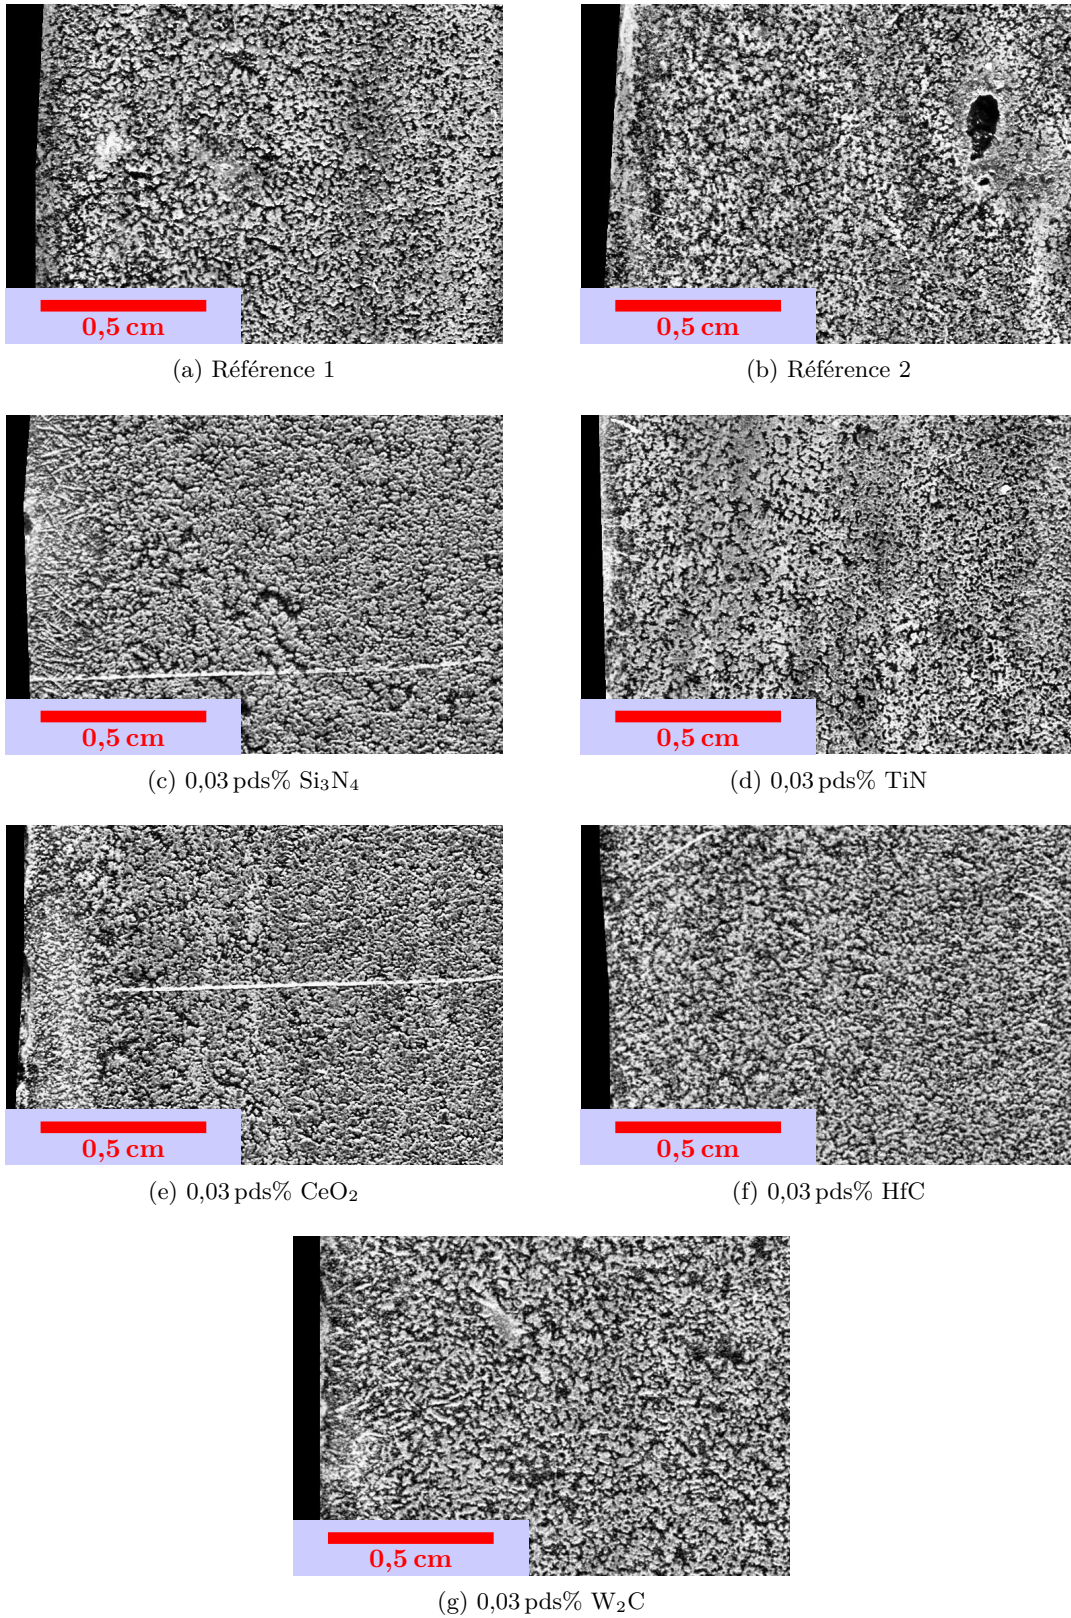 0,5 cm
0,5 cm
(a) Référence 1
(b) Référence 2
0,5 cm
0,5 cm
(c) 0,03 pds% Si₃N₄
(d) 0,03 pds% TiN
0,5 cm
0,5 cm
(e) 0,03 pds% CeO₂
(f) 0,03 pds% HfC
0,5 cm
(g) 0,03 pds% W₂C